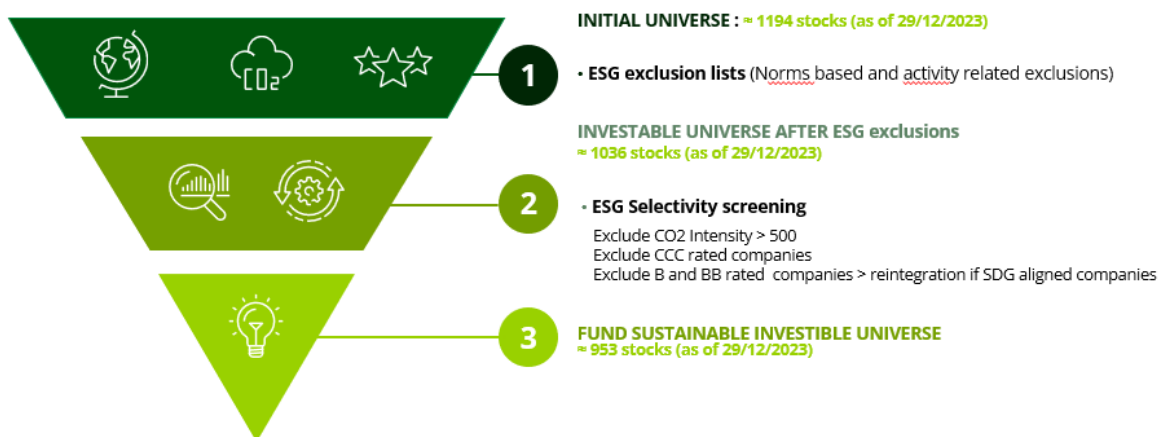 INITIAL UNIVERSE : ≈ 1194 stocks (as of 29/12/2023)
CO2
1
• ESG exclusion lists (Norms based and activity related exclusions)
INVESTABLE UNIVERSE AFTER ESG exclusions
≈ 1036 stocks (as of 29/12/2023)
2
• ESG Selectivity screening
Exclude CO2 Intensity > 500
Exclude CCC rated companies
Exclude B and BB rated companies > reintegration if SDG aligned companies
3
FUND SUSTAINABLE INVESTIBLE UNIVERSE
≈ 953 stocks (as of 29/12/2023)